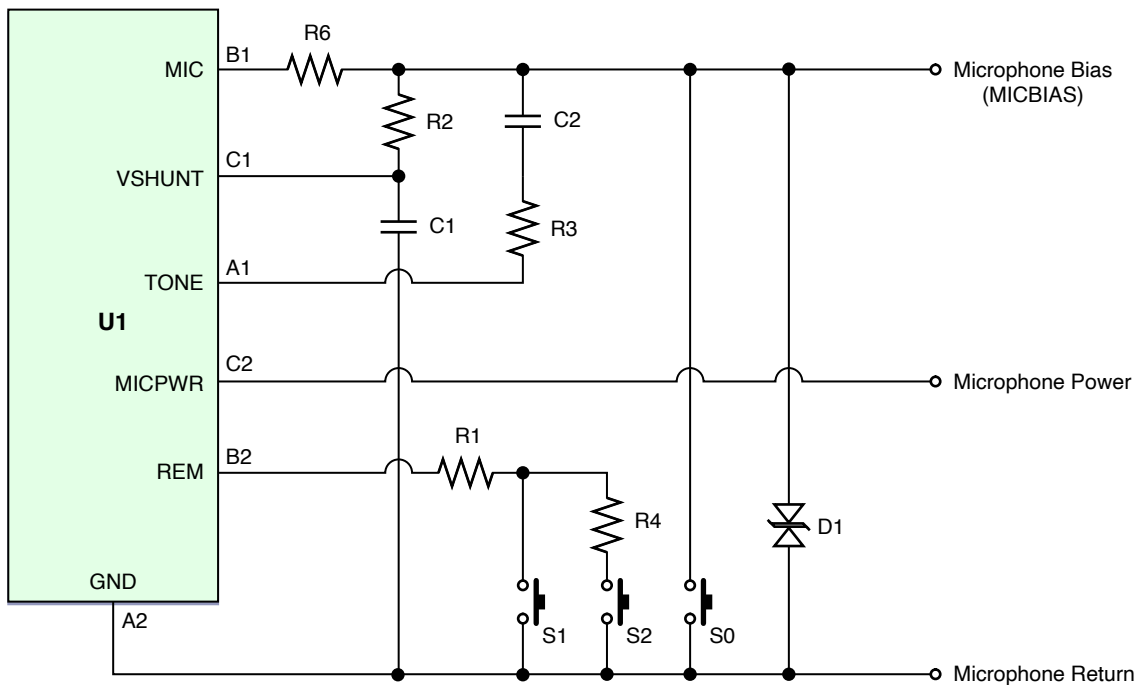 R6
B1
MIC
Microphone Bias
(MICBIAS)
R2
C2
C1
VSHUNT
C1
R3
A1
TONE
U1
C2
MICPWR
Microphone Power
R1
B2
REM
R4
D1
GND
A2
S1
S2
S0
Microphone Return